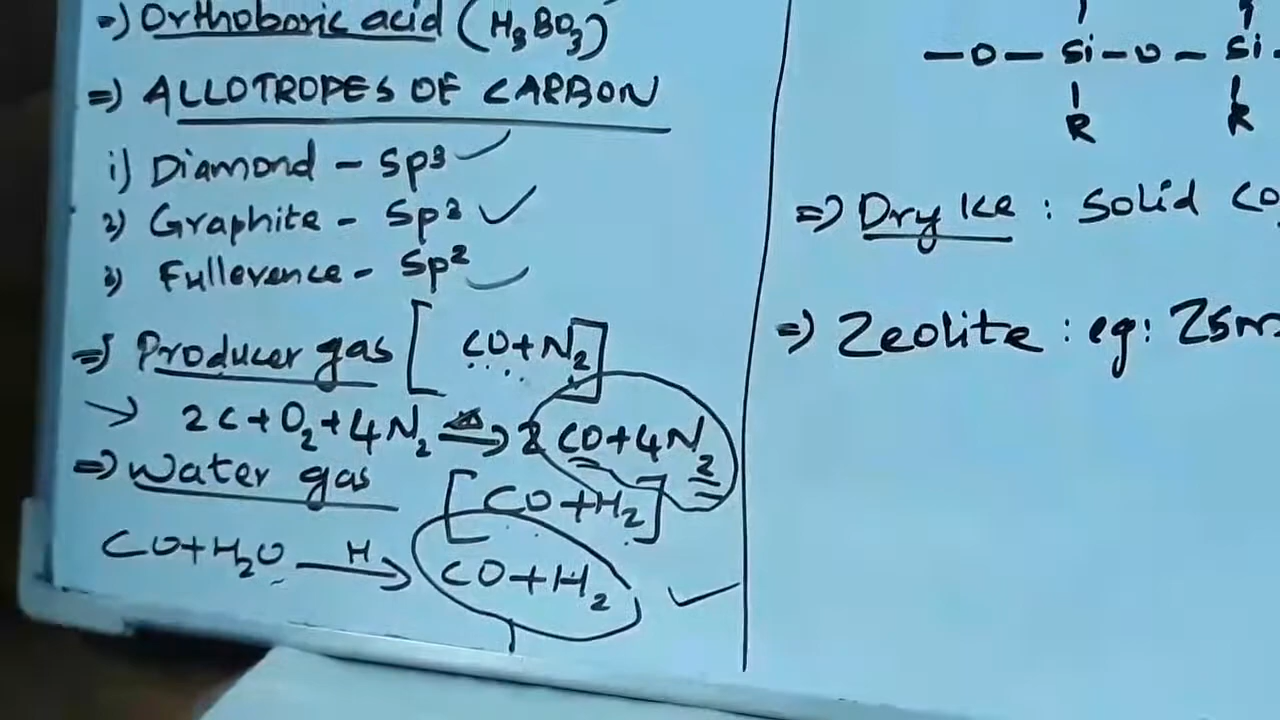 =) Orthoboric acid (H3BO3)
=) ALLOTROPES OF CARBON
i) Diamond - Sp3 ✓
2) Graphite - Sp2 ✓
3) Fullerence - Sp2
=) Producer gas [CO+N2]
→ 2C+O2+4N2 ⇒ 2CO+4N2
=) Water gas [CO+H2]
CO+H2O —H→ CO+H2 ✓
—O—Si—O—Si-
R R
=) Dry Ice : Solid CO
=) Zeolite : eg: ZSM